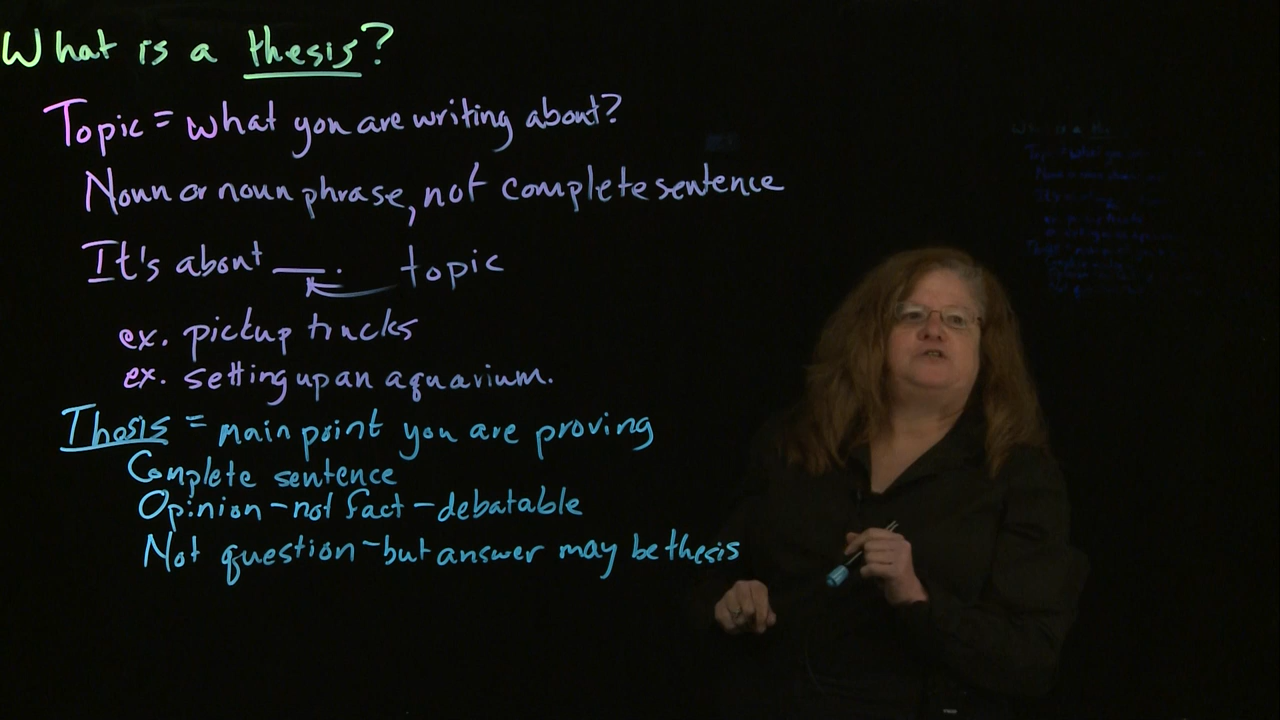 What is a thesis?
Topic = what you are writing about?
Noun or noun phrase, not complete sentence
It's about ___. topic
ex. pickup trucks
ex. setting up an aquarium.
Thesis = main point you are proving
Complete sentence
Opinion - not fact - debatable
Not question - but answer may be thesis